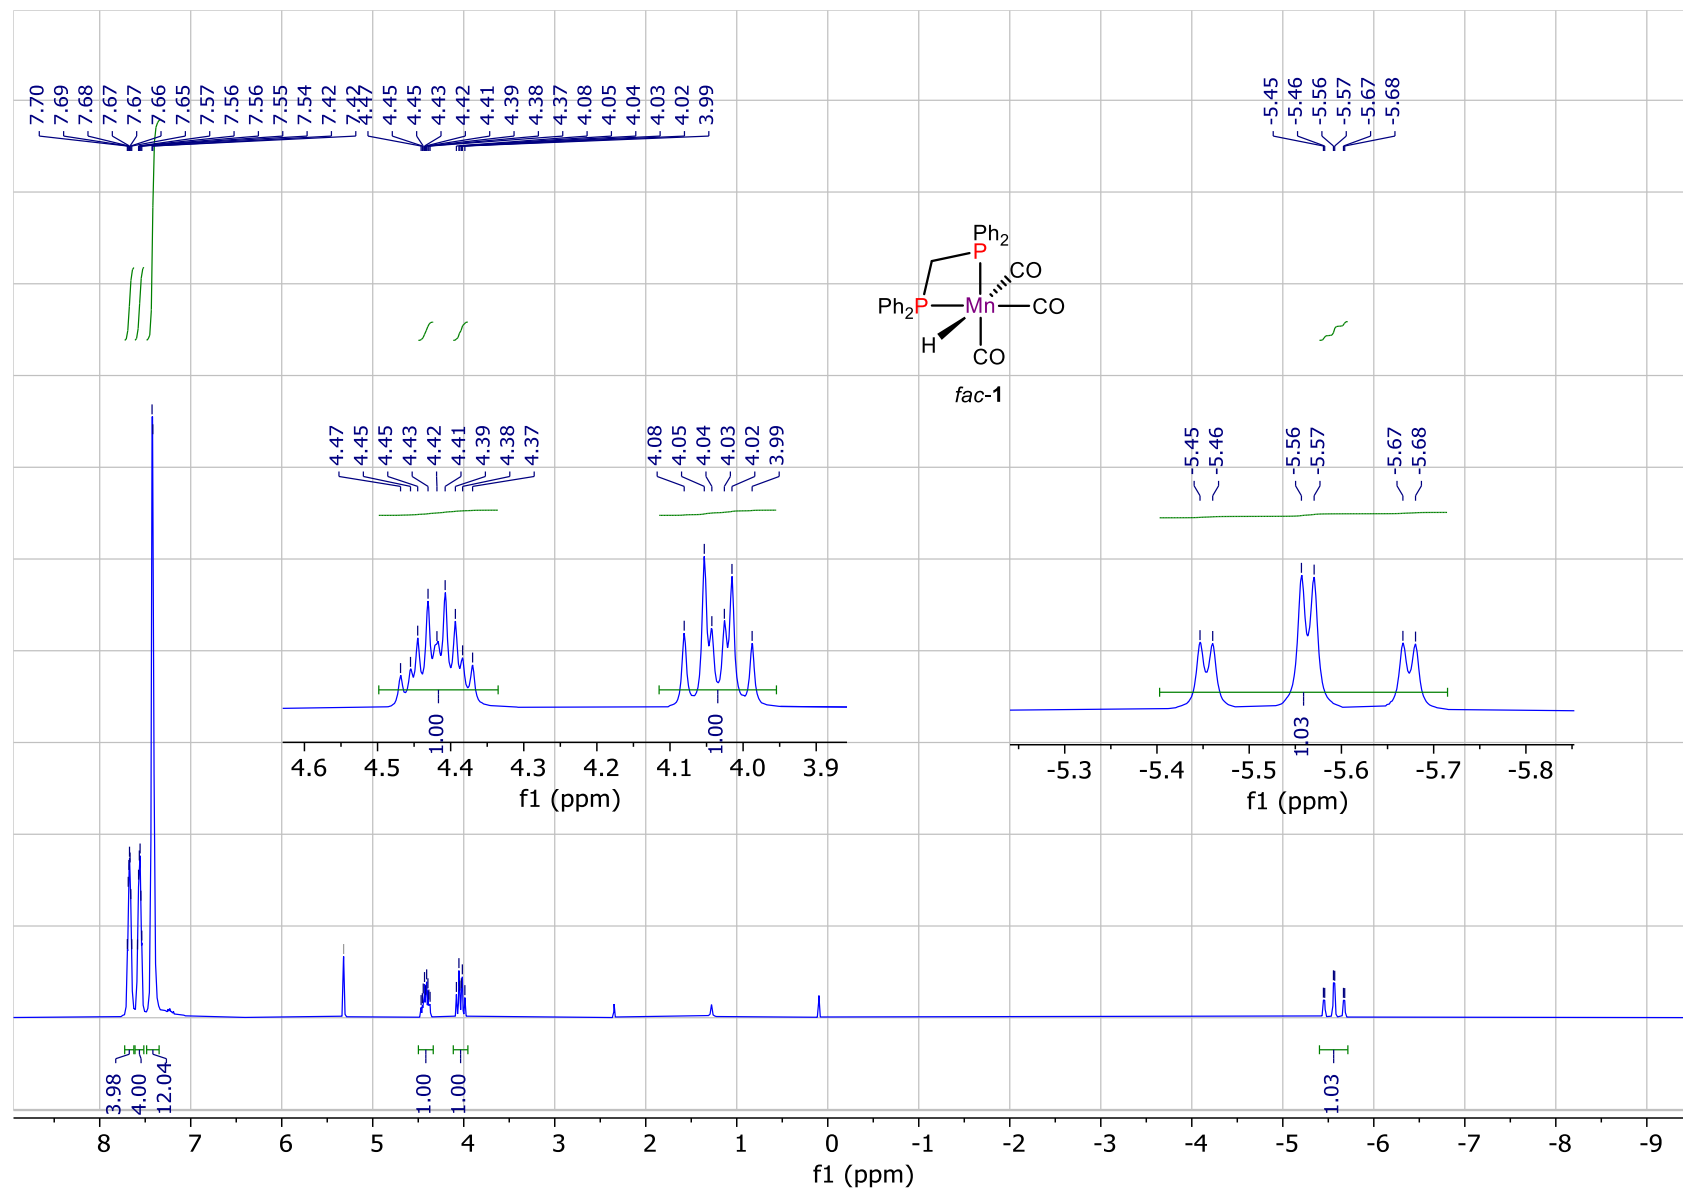 7.70 7.69 7.68 7.67 7.67 7.66 7.65 7.57 7.56 7.56 7.55 7.54 7.42 7.42 4.47 4.45 4.45 4.43 4.42 4.41 4.39 4.38 4.37 4.08 4.05 4.04 4.03 4.02 3.99 -5.45 -5.46 -5.56 -5.57 -5.67 -5.68
Ph2
P
CO
Ph2P Mn CO
H
CO
fac-1
4.47 4.45 4.45 4.43 4.42 4.41 4.39 4.38 4.37
4.08 4.05 4.04 4.03 4.02 3.99
-5.45 -5.46 -5.56 -5.57 -5.67 -5.68
1.00 1.00
4.6 4.5 4.4 4.3 4.2 4.1 4.0 3.9
f1 (ppm)
1.03
-5.3 -5.4 -5.5 -5.6 -5.7 -5.8
f1 (ppm)
3.98 4.00 12.04 1.00 1.00 1.03
8 7 6 5 4 3 2 1 0 -1 -2 -3 -4 -5 -6 -7 -8 -9
f1 (ppm)